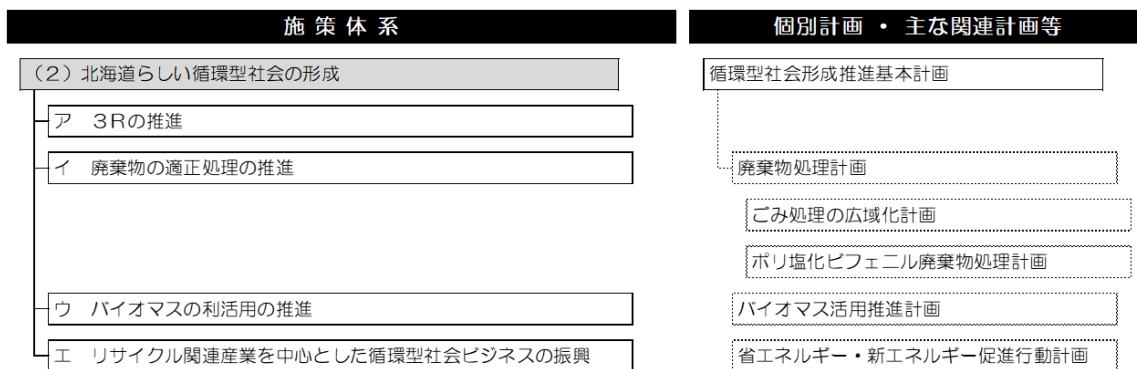 施策体系
個別計画 ・ 主な関連計画等
(2)北海道らしい循環型社会の形成
循環型社会形成推進基本計画
ア 3Rの推進
イ 廃棄物の適正処理の推進
廃棄物処理計画
ごみ処理の広域化計画
ポリ塩化ビフェニル廃棄物処理計画
ウ バイオマスの利活用の推進
バイオマス活用推進計画
エ リサイクル関連産業を中心とした循環型社会ビジネスの振興
省エネルギー・新エネルギー促進行動計画